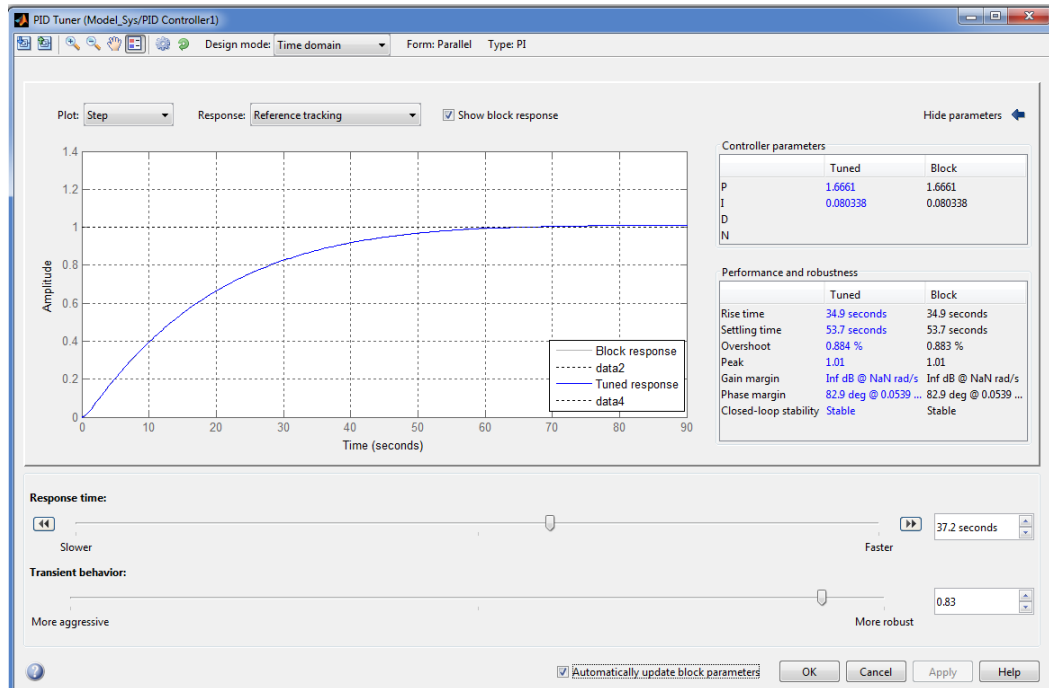 PID Tuner (Model_Sys/PID Controller1)
Design mode: Time domain Form: Parallel Type: PI
Plot: Step Response: Reference tracking Show block response Hide parameters
1.4
1.2
1
0.8
0.6
0.4
0.2
0
Amplitude
0 10 20 30 40 50 60 70 80 90
Time (seconds)
Block response
data2
Tuned response
data4
Controller parameters
Tuned Block
P 1.6661 1.6661
I 0.080338 0.080338
D
N
Performance and robustness
Tuned Block
Rise time 34.9 seconds 34.9 seconds
Settling time 53.7 seconds 53.7 seconds
Overshoot 0.884 % 0.883 %
Peak 1.01 1.01
Gain margin Inf dB @ NaN rad/s Inf dB @ NaN rad/s
Phase margin 82.9 deg @ 0.0539 ... 82.9 deg @ 0.0539 ...
Closed-loop stability Stable Stable
Response time:
37.2 seconds
Slower Faster
Transient behavior:
0.83
More aggressive More robust
Automatically update block parameters OK Cancel Apply Help